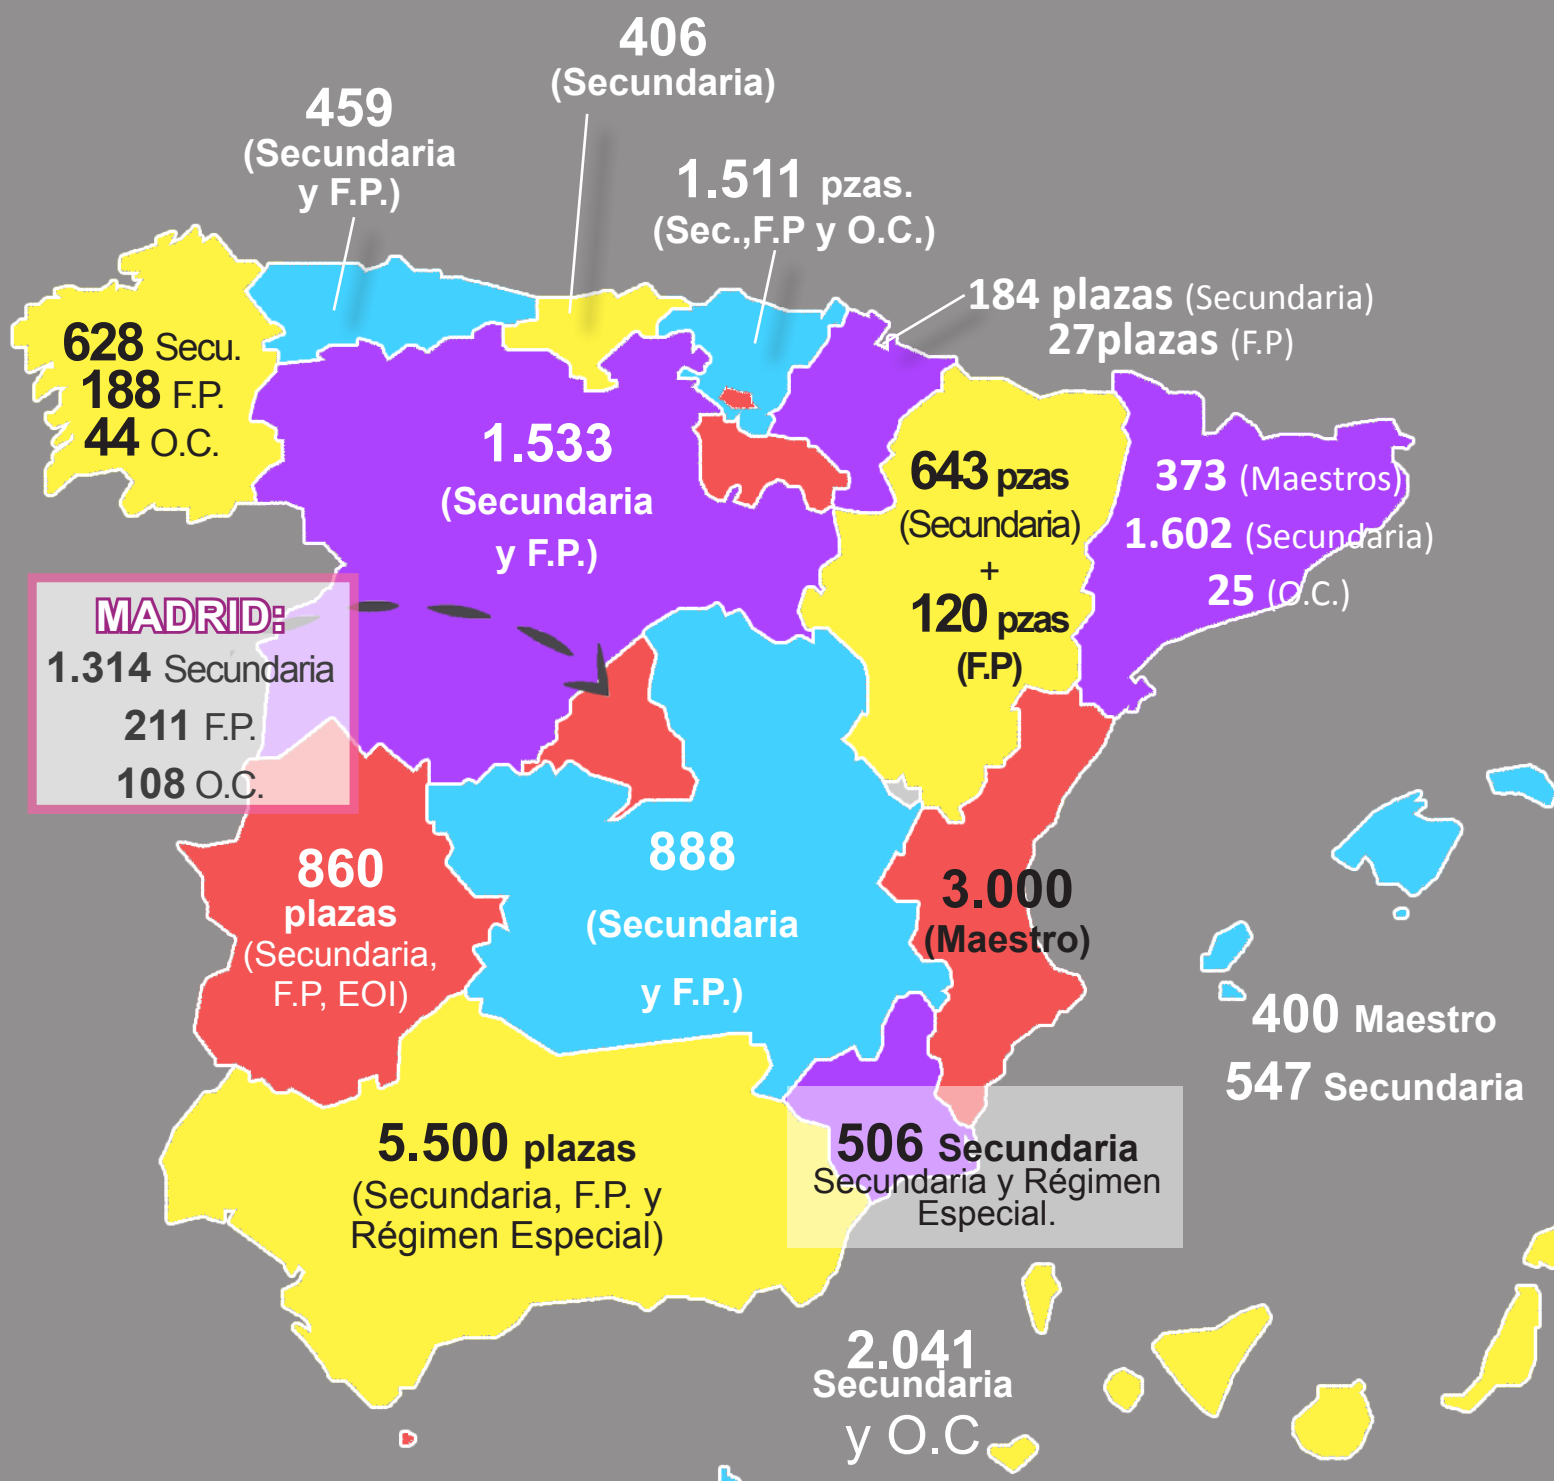 406
(Secundaria)
459
(Secundaria
y F.P.)
1.511 pzas.
(Sec.,F.P y O.C.)
184 plazas (Secundaria)
27plazas (F.P)
628 Secu.
188 F.P.
44 O.C.
1.533
(Secundaria
y F.P.)
643 pzas
(Secundaria)
+
120 pzas
(F.P)
373 (Maestros)
1.602 (Secundaria)
25 (O.C.)
MADRID:
1.314 Secundaria
211 F.P.
108 O.C.
860
plazas
(Secundaria,
F.P, EOI)
888
(Secundaria
y F.P.)
3.000
(Maestro)
400 Maestro
547 Secundaria
5.500 plazas
(Secundaria, F.P. y
Régimen Especial)
506 Secundaria
Secundaria y Régimen
Especial.
2.041
Secundaria
y O.C